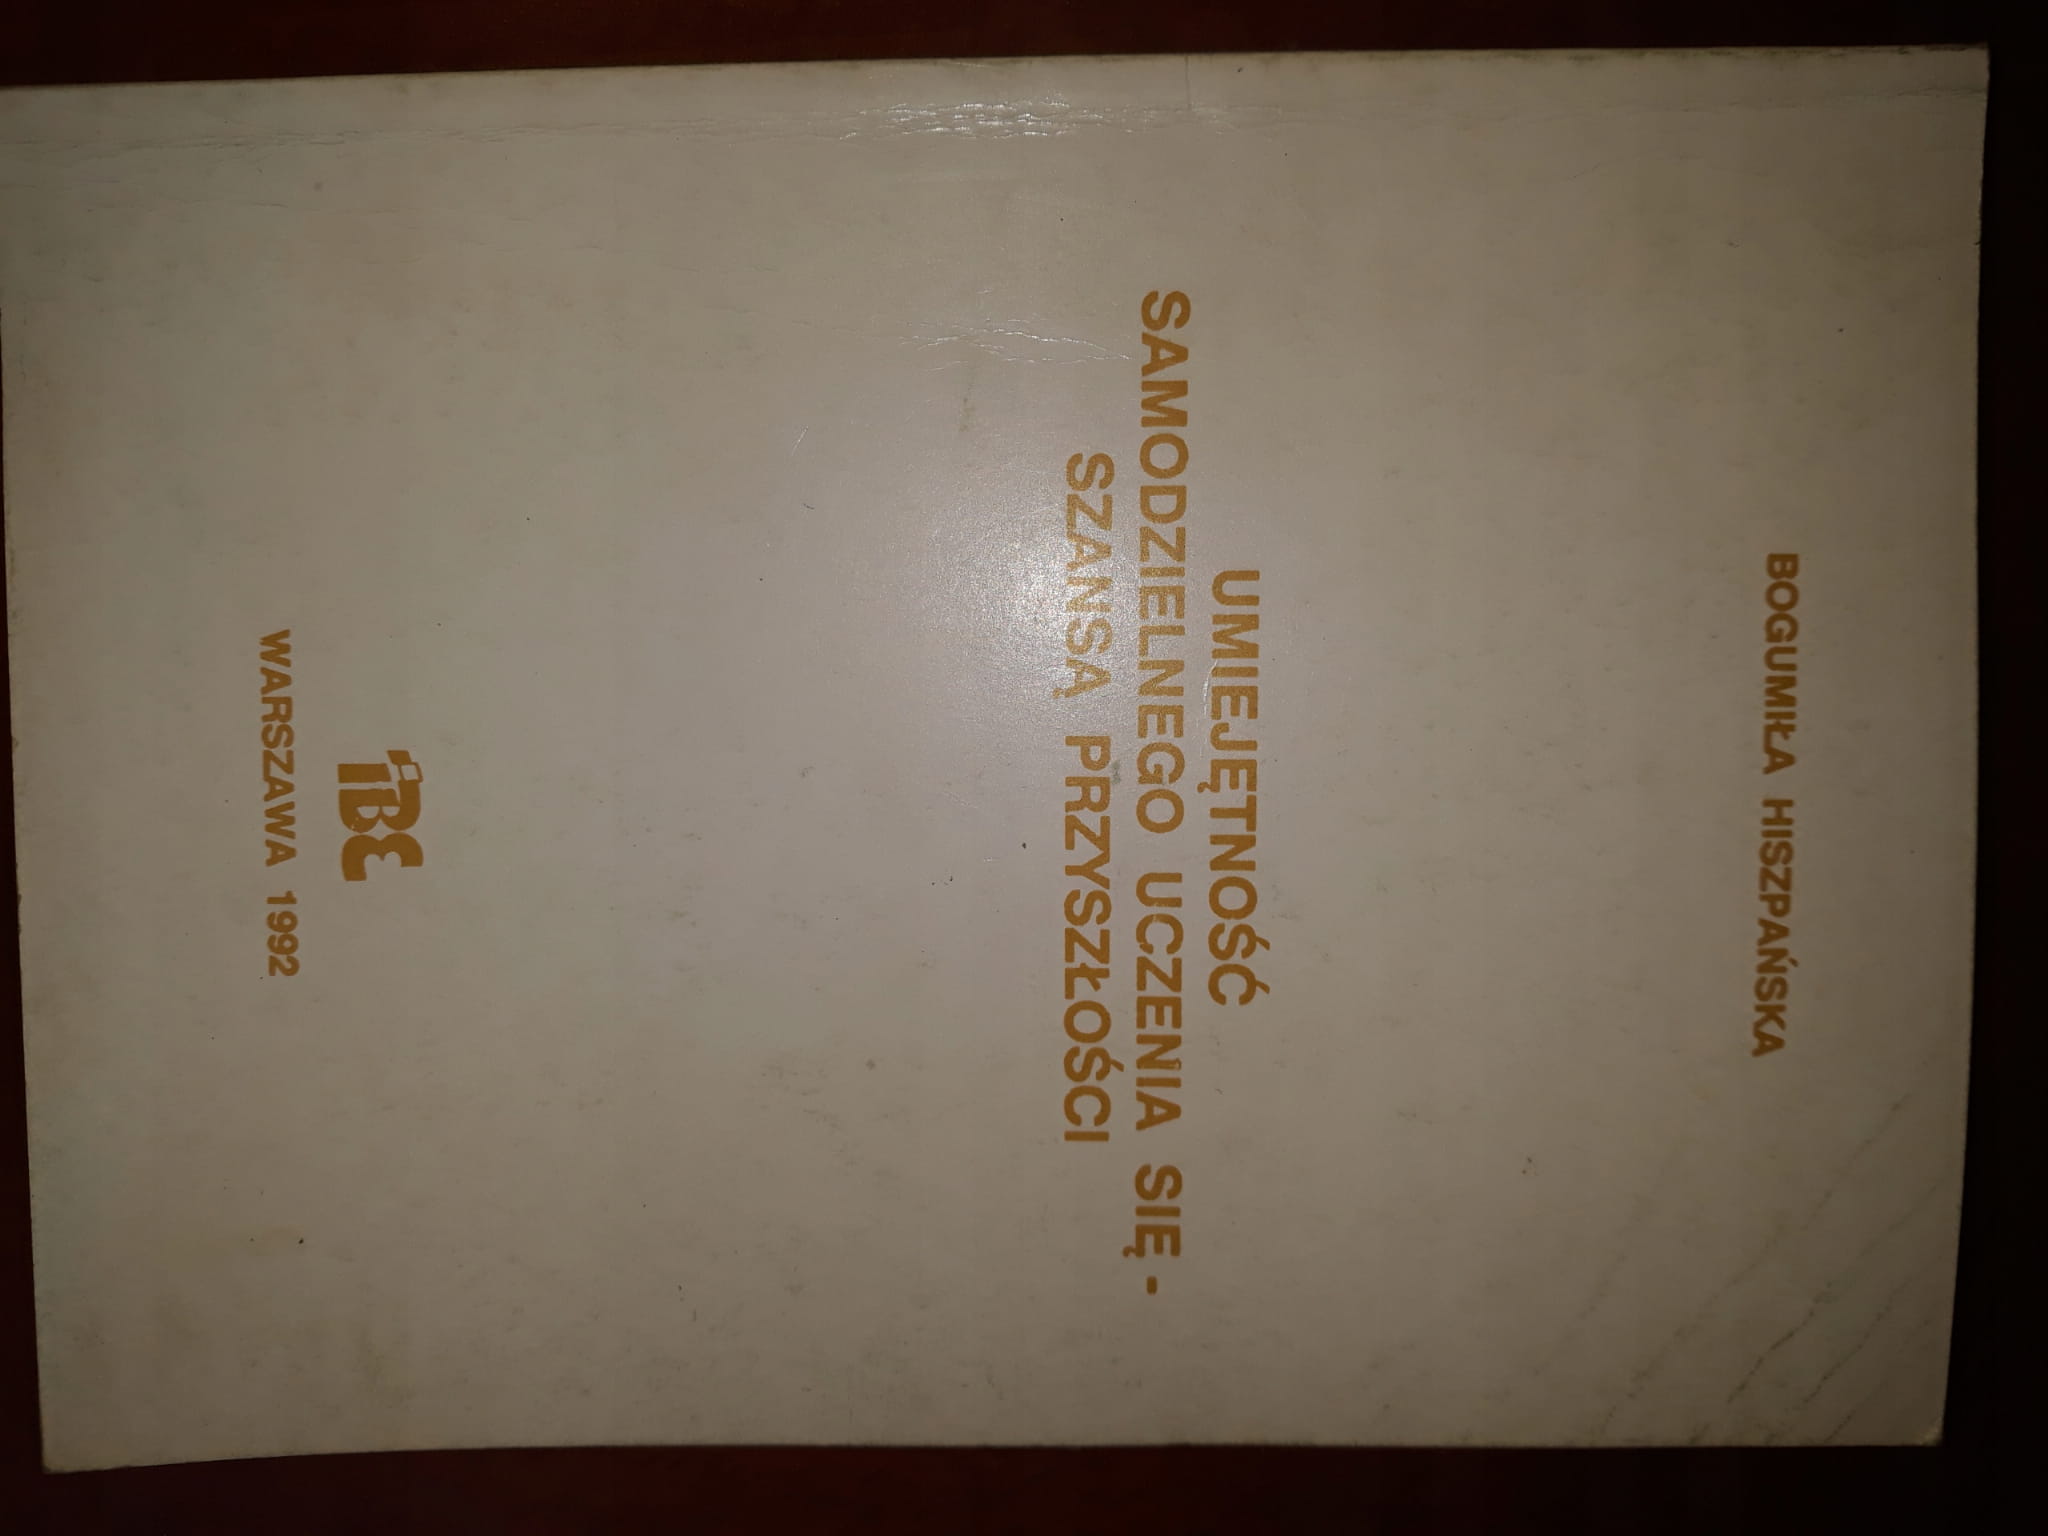 BOGUMIŁA HISZPAŃSKA
UMIEJĘTNOŚĆ
SAMODZIELNEGO UCZENIA SIĘ -
SZANSĄ PRZYSZŁOŚCI
IBE
WARSZAWA 1992